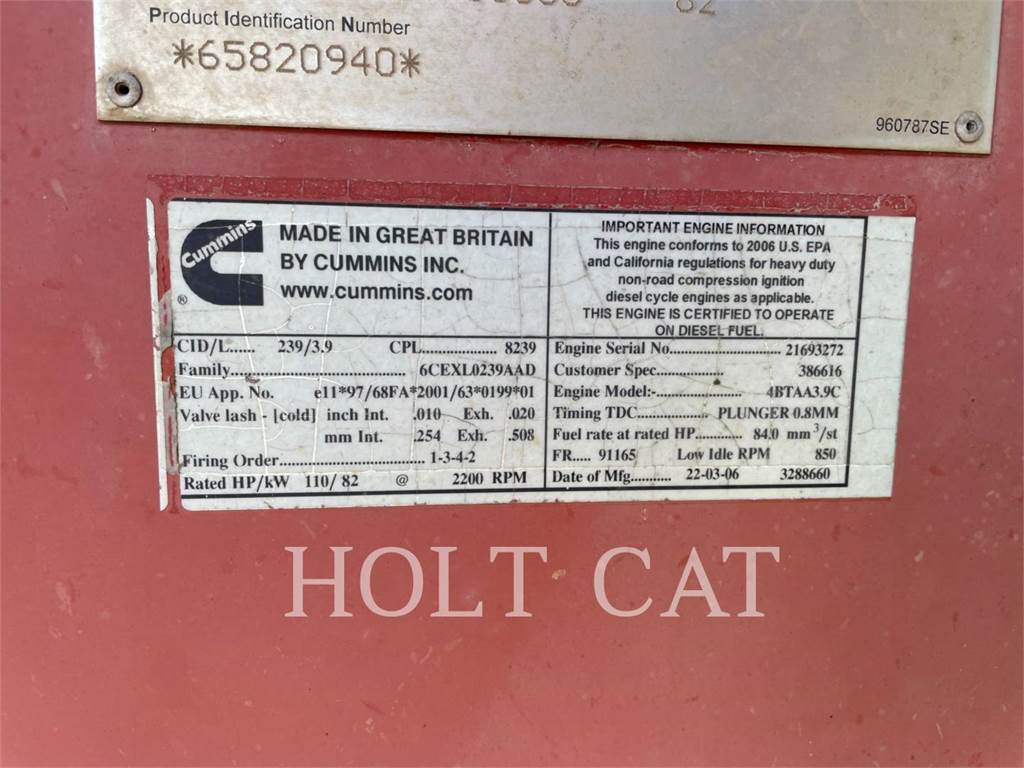 82
Product Identification Number
*65820940*
960787SE
Cummins
®
MADE IN GREAT BRITAIN
BY CUMMINS INC.
www.cummins.com
IMPORTANT ENGINE INFORMATION
This engine conforms to 2006 U.S. EPA
and California regulations for heavy duty
non-road compression ignition
diesel cycle engines as applicable.
THIS ENGINE IS CERTIFIED TO OPERATE
ON DIESEL FUEL.
CID/L...... 239/3.9 CPL.................. 8239
Family............................................ 6CEXL0239AAD
EU App. No. e11*97/68FA*2001/63*0199*01
Valve lash - [cold] inch Int. .010 Exh. .020
mm Int. .254 Exh. .508
Firing Order.................................... 1-3-4-2
Rated HP/kW 110/ 82 @ 2200 RPM
Engine Serial No............................ 21693272
Customer Spec................. 386616
Engine Model:-............................ 4BTAA3.9C
Timing TDC.................. PLUNGER 0.8MM
Fuel rate at rated HP............ 84.0 mm³/st
FR..... 91165 Low Idle RPM 850
Date of Mfg........... 22-03-06 3288660
HOLT CAT